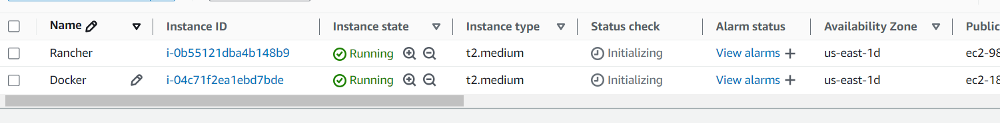 Name Instance ID Instance state Instance type Status check Alarm status Availability Zone Public
Rancher i-0b55121dba4b148b9 Running t2.medium Initializing View alarms + us-east-1d ec2-98
Docker i-04c71f2ea1ebd7bde Running t2.medium Initializing View alarms + us-east-1d ec2-18